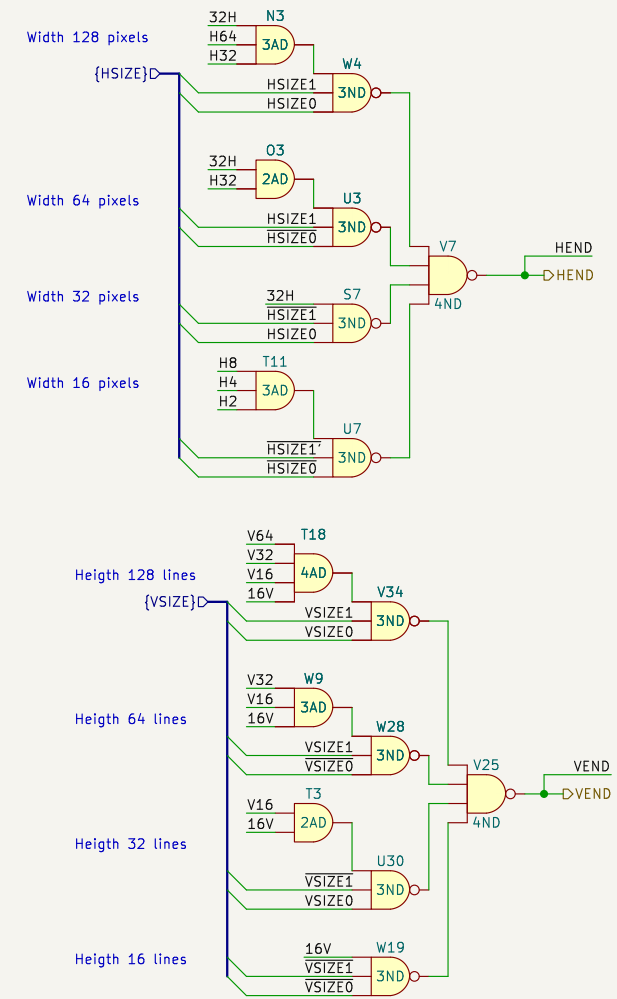 N3
32H
Width 128 pixels
H64
3AD
H32
W4
{HSIZE}
HSIZE1
3ND
HSIZE0
O3
32H
2AD
H32
Width 64 pixels
U3
HSIZE1
3ND
HSIZE0
V7
HEND
HEND
4ND
Width 32 pixels
32H
S7
HSIZE1
3ND
HSIZE0
T11
H8
Width 16 pixels
H4
3AD
H2
U7
HSIZE1'
3ND
HSIZE0
T18
V64
V32
Heigth 128 lines
4AD
V16
16V
V34
{VSIZE}
VSIZE1
3ND
VSIZE0
W9
V32
V16
3AD
Heigth 64 lines
16V
W28
VSIZE1
3ND
VSIZE0
V25
VEND
VEND
4ND
T3
V16
2AD
16V
Heigth 32 lines
U30
VSIZE1
3ND
VSIZE0
Heigth 16 lines
16V
W19
VSIZE1
3ND
VSIZE0